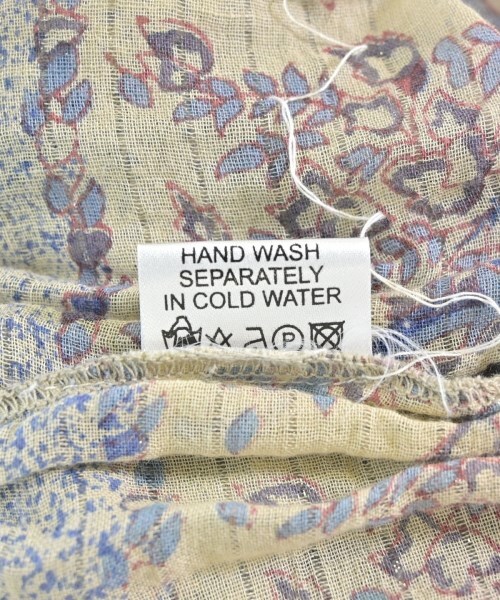 HAND WASH
SEPARATELY
IN COLD WATER
P